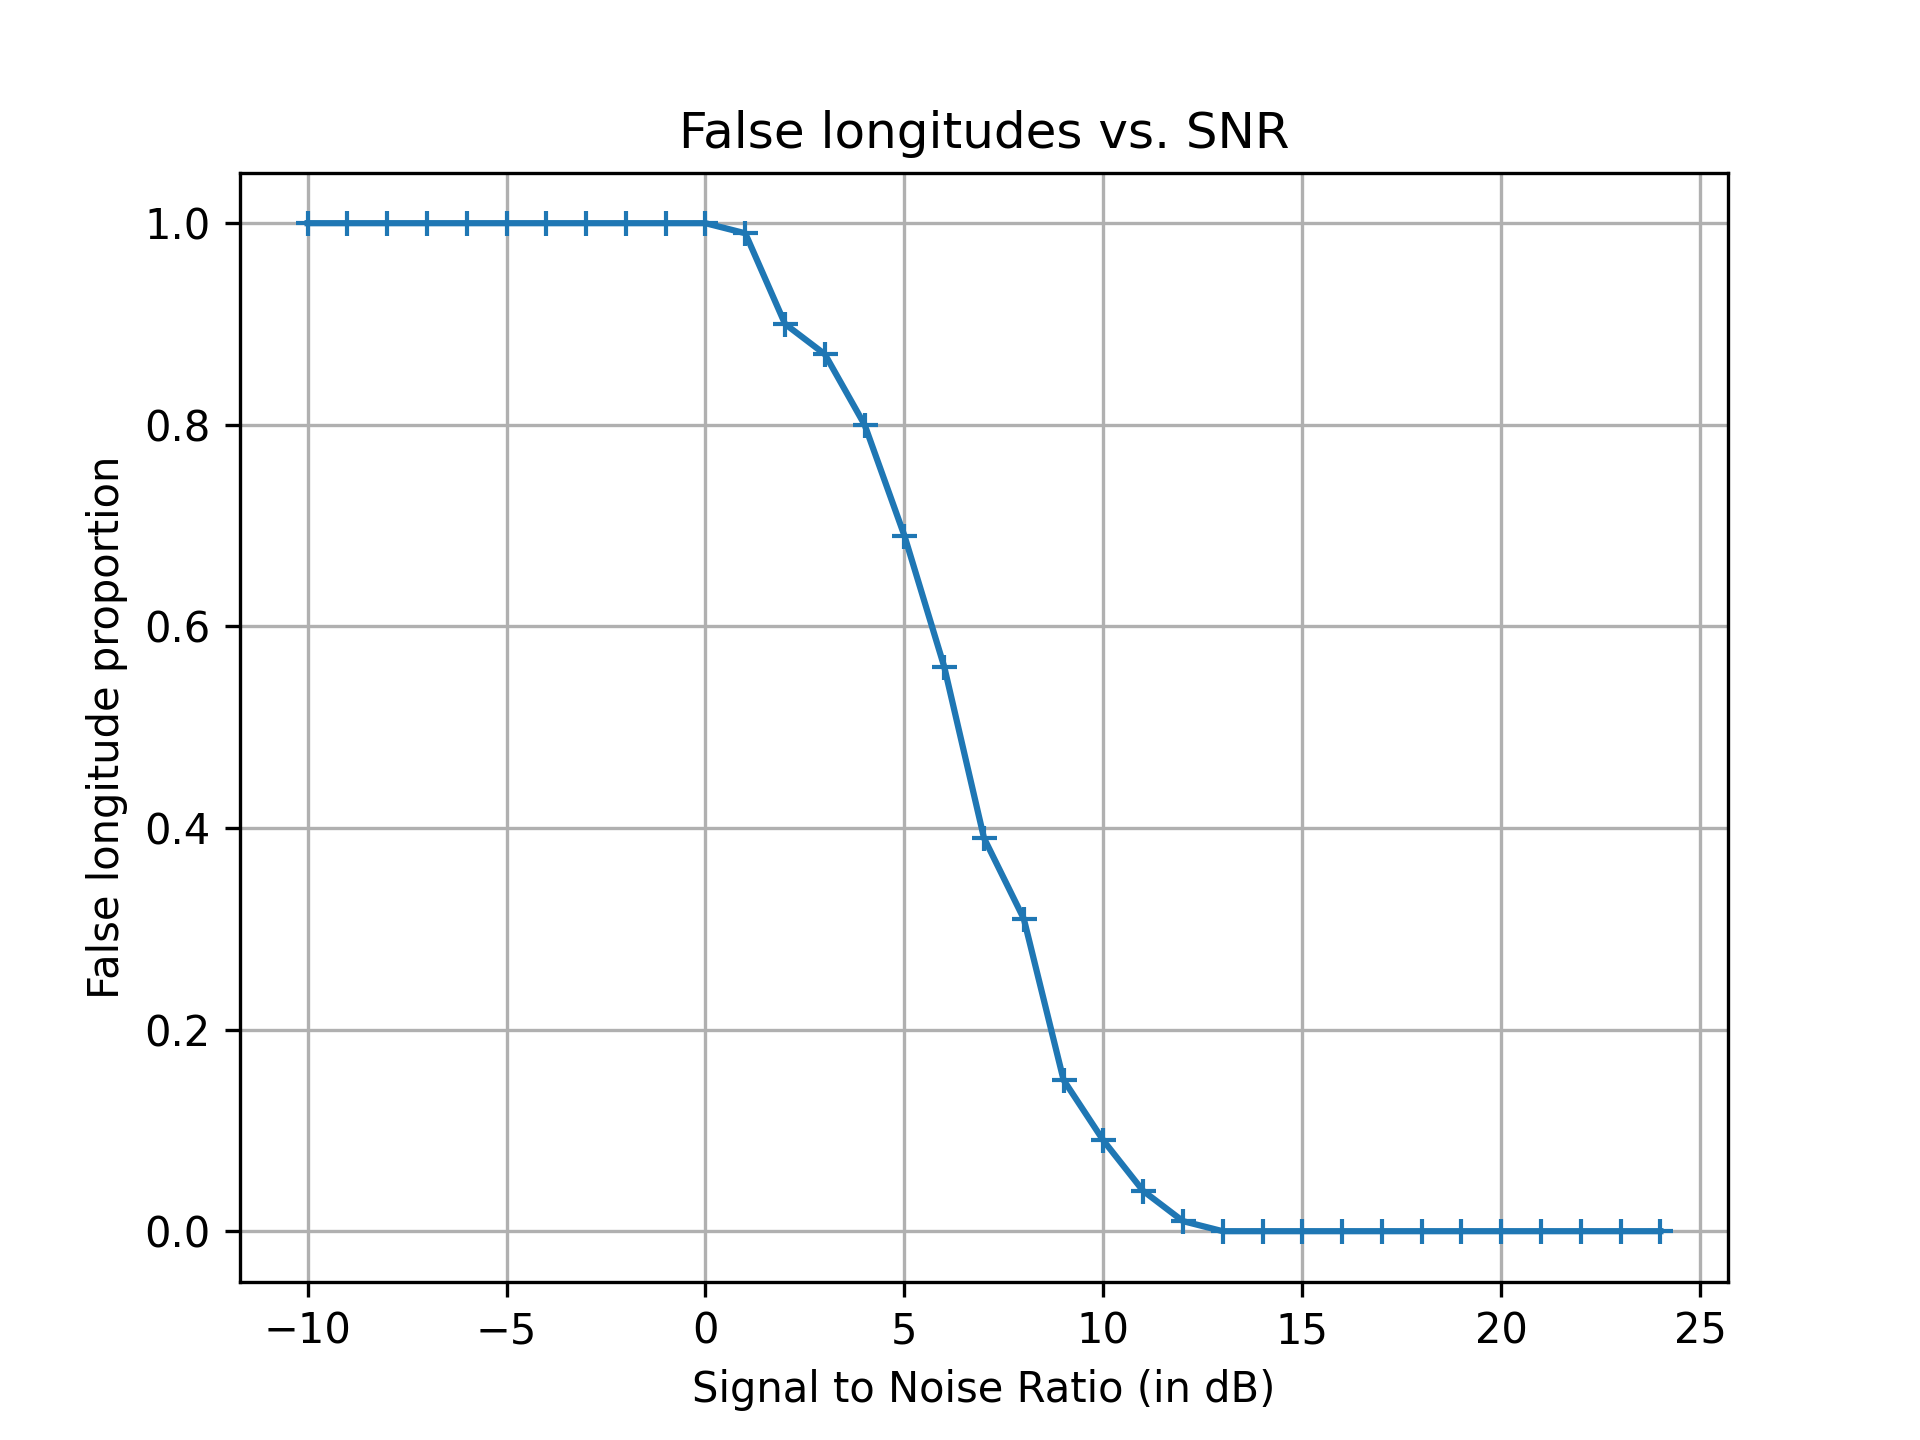 False longitudes vs. SNR
False longitude proportion
1.0
0.8
0.6
0.4
0.2
0.0
−10 −5 0 5 10 15 20 25
Signal to Noise Ratio (in dB)